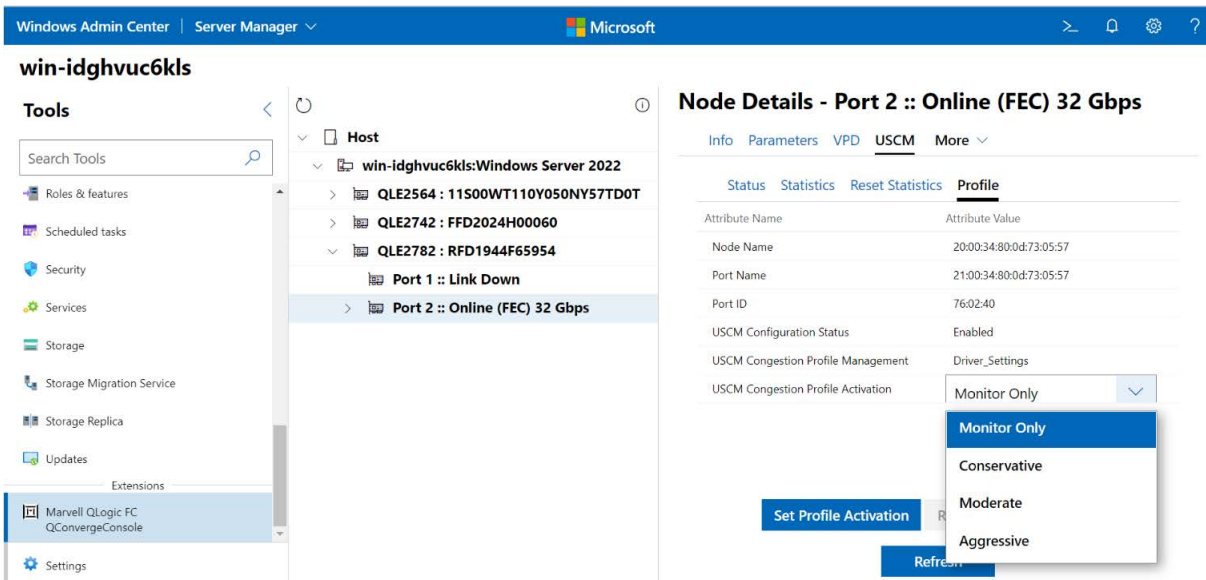 Windows Admin Center | Server Manager
Microsoft
win-idghvuc6kls
Tools
Search Tools
Roles & features
Scheduled tasks
Security
Services
Storage
Storage Migration Service
Storage Replica
Updates
Extensions
Marvell QLogic FC
QConvergeConsole
Settings
Host
win-idghvuc6kls:Windows Server 2022
QLE2564 : 11S00WT110Y050NY57TD0T
QLE2742 : FFD2024H00060
QLE2782 : RFD1944F65954
Port 1 :: Link Down
Port 2 :: Online (FEC) 32 Gbps
Node Details - Port 2 :: Online (FEC) 32 Gbps
Info Parameters VPD USCM More
Status Statistics Reset Statistics Profile
Attribute Name Attribute Value
Node Name 20:00:34:80:0d:73:05:57
Port Name 21:00:34:80:0d:73:05:57
Port ID 76:02:40
USCM Configuration Status Enabled
USCM Congestion Profile Management Driver_Settings
USCM Congestion Profile Activation Monitor Only
Monitor Only
Conservative
Moderate
Aggressive
Set Profile Activation